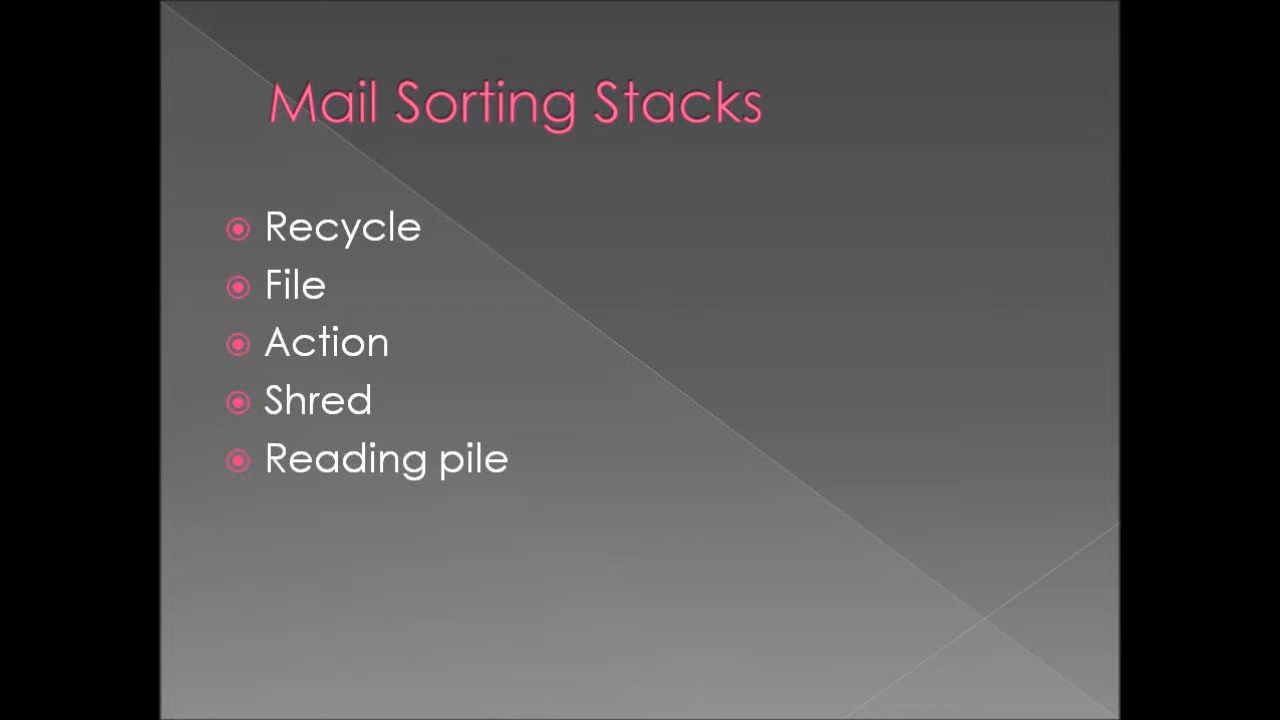 Mail Sorting Stacks
Recycle
File
Action
Shred
Reading pile